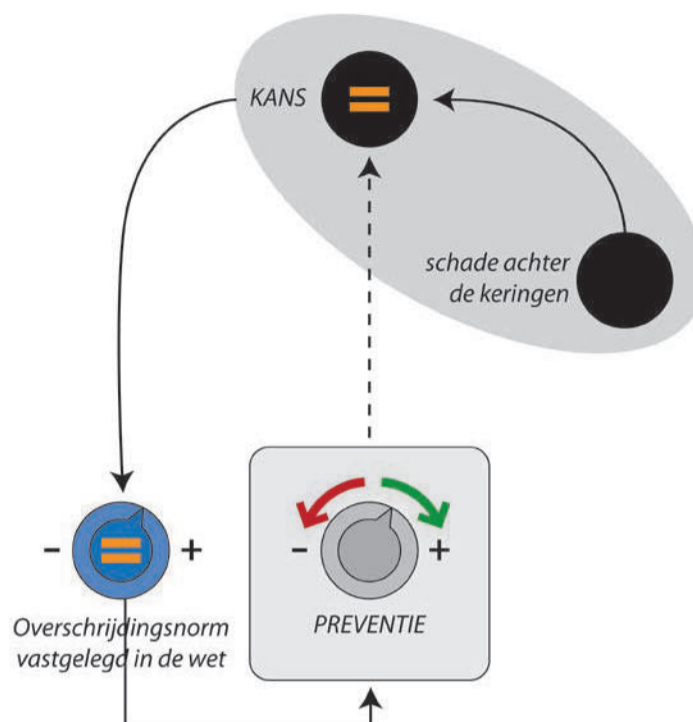 KANS
schade achter
de keringen
- +
Overschrijdingsnorm
vastgelegd in de wet
- +
PREVENTIE